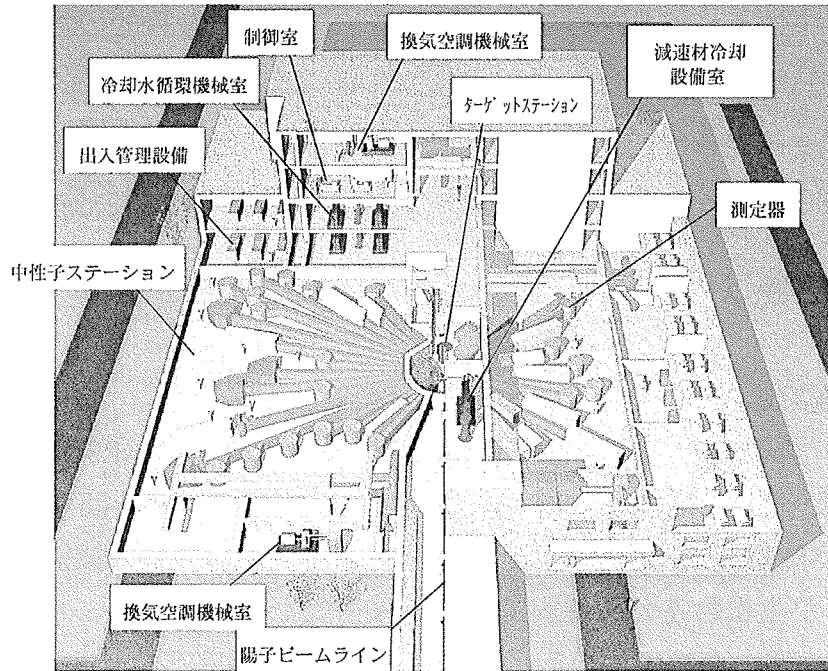 制御室
換気空調機械室
減速材冷却
設備室
冷却水循環機械室
ターゲットステーション
出入管理設備
測定器
中性子ステーション
換気空調機械室
陽子ビームライン